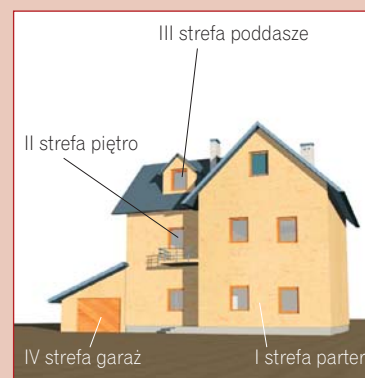 III strefa poddasze
II strefa piętro
IV strefa garaż
I strefa parter